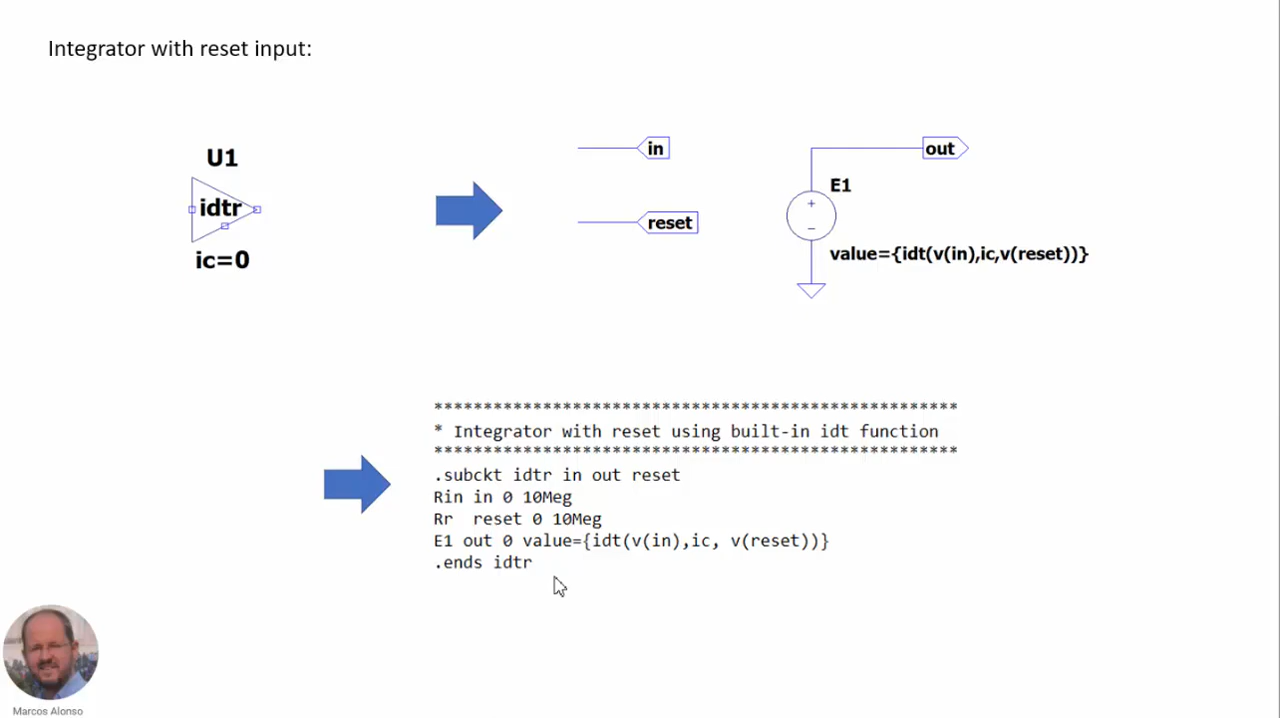 Integrator with reset input:
U1
idtr
ic=0
in
reset
out
E1
+
−
value={idt(v(in),ic,v(reset))}
*****************************************************
* Integrator with reset using built-in idt function
*****************************************************
.subckt idtr in out reset
Rin in 0 10Meg
Rr  reset 0 10Meg
E1 out 0 value={idt(v(in),ic, v(reset))}
.ends idtr
Marcos Alonso